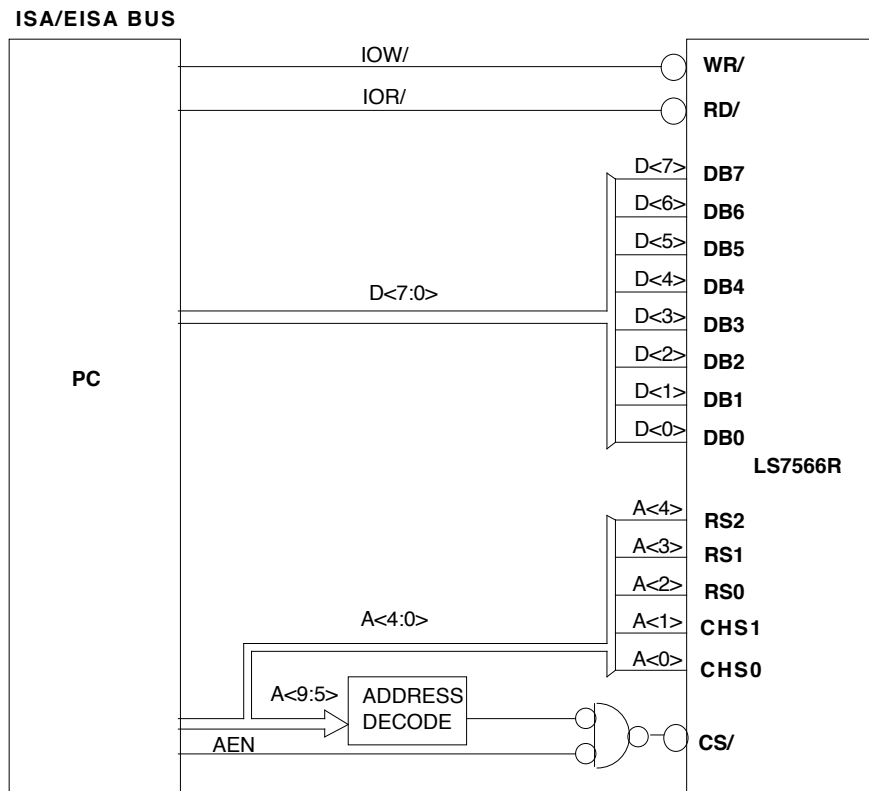 ISA/EISA BUS
IOW/
WR/
IOR/
RD/
D<7>
DB7
D<6>
DB6
D<5>
DB5
D<4>
DB4
D<7:0>
D<3>
DB3
D<2>
DB2
PC
D<1>
DB1
D<0>
DB0
LS7566R
A<4>
RS2
A<3>
RS1
A<2>
RS0
A<4:0>
A<1>
CHS1
A<0>
CHS0
A<9:5>
ADDRESS
DECODE
AEN
CS/